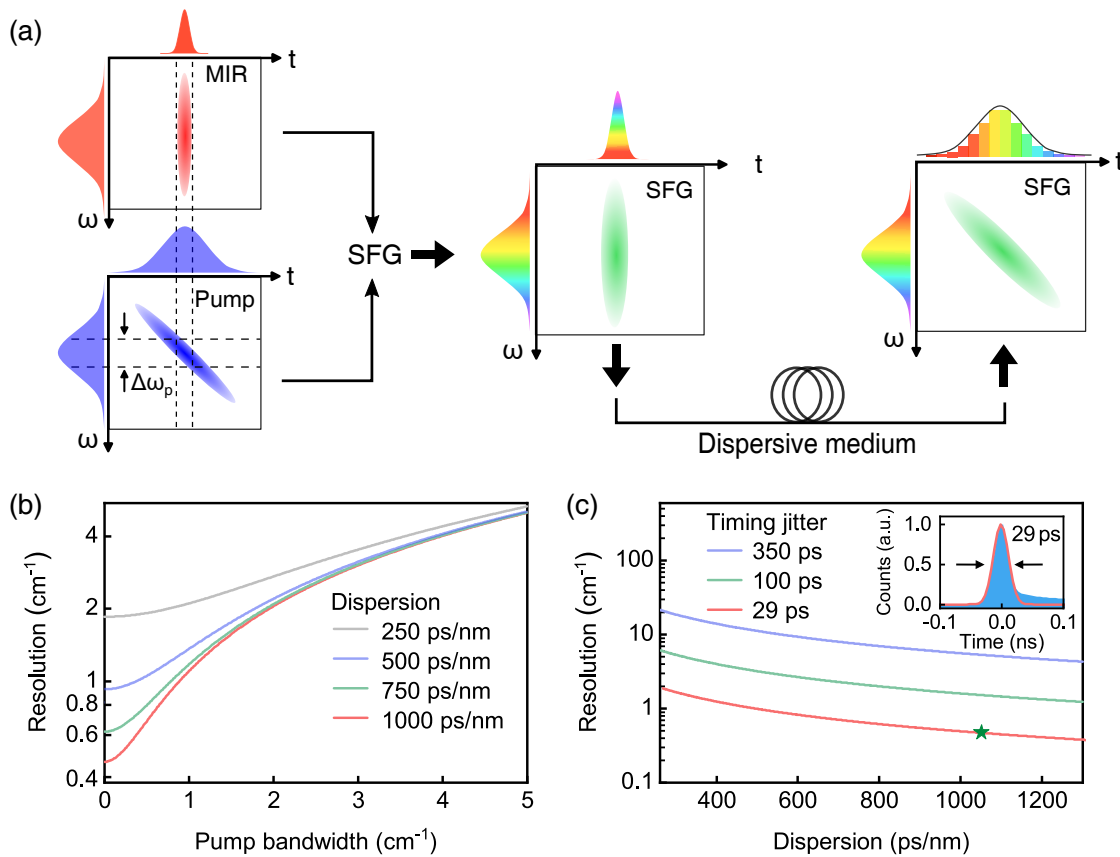 (a)
t
MIR
ω
t
Pump
Δωp
ω
SFG
t
SFG
ω
t
SFG
ω
Dispersive medium
(b)
Resolution (cm⁻¹)
4
2
1
0.8
0.6
0.4
Dispersion
250 ps/nm
500 ps/nm
750 ps/nm
1000 ps/nm
0 1 2 3 4 5
Pump bandwidth (cm⁻¹)
(c)
Resolution (cm⁻¹)
100
10
1
0.1
Timing jitter
350 ps
100 ps
29 ps
Counts (a.u.)
1.0
0.5
0.0
29 ps
-0.1 0.0 0.1
Time (ns)
400 600 800 1000 1200
Dispersion (ps/nm)